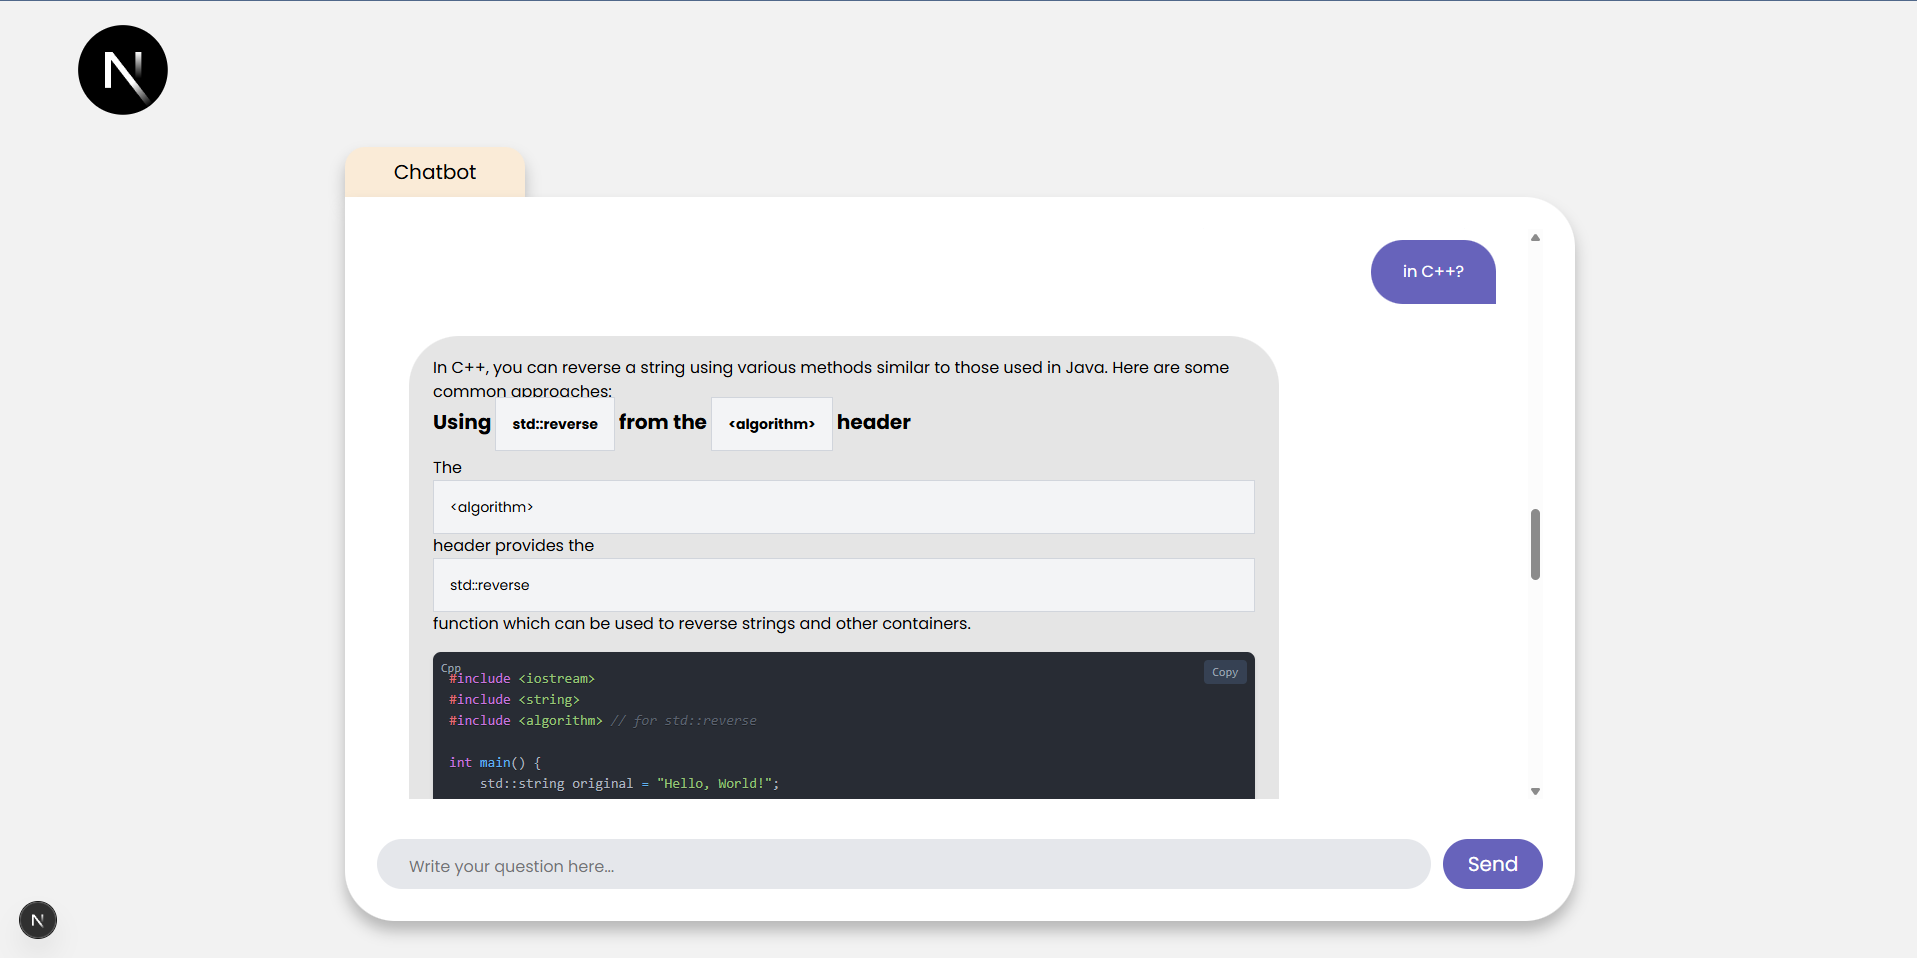 N
Chatbot
in C++?
In C++, you can reverse a string using various methods similar to those used in Java. Here are some
common approaches:
Using std::reverse from the <algorithm> header
The
<algorithm>
header provides the
std::reverse
function which can be used to reverse strings and other containers.
Cpp
Copy
#include <iostream>
#include <string>
#include <algorithm> // for std::reverse
int main() {
std::string original = "Hello, World!";
Write your question here...
Send
N